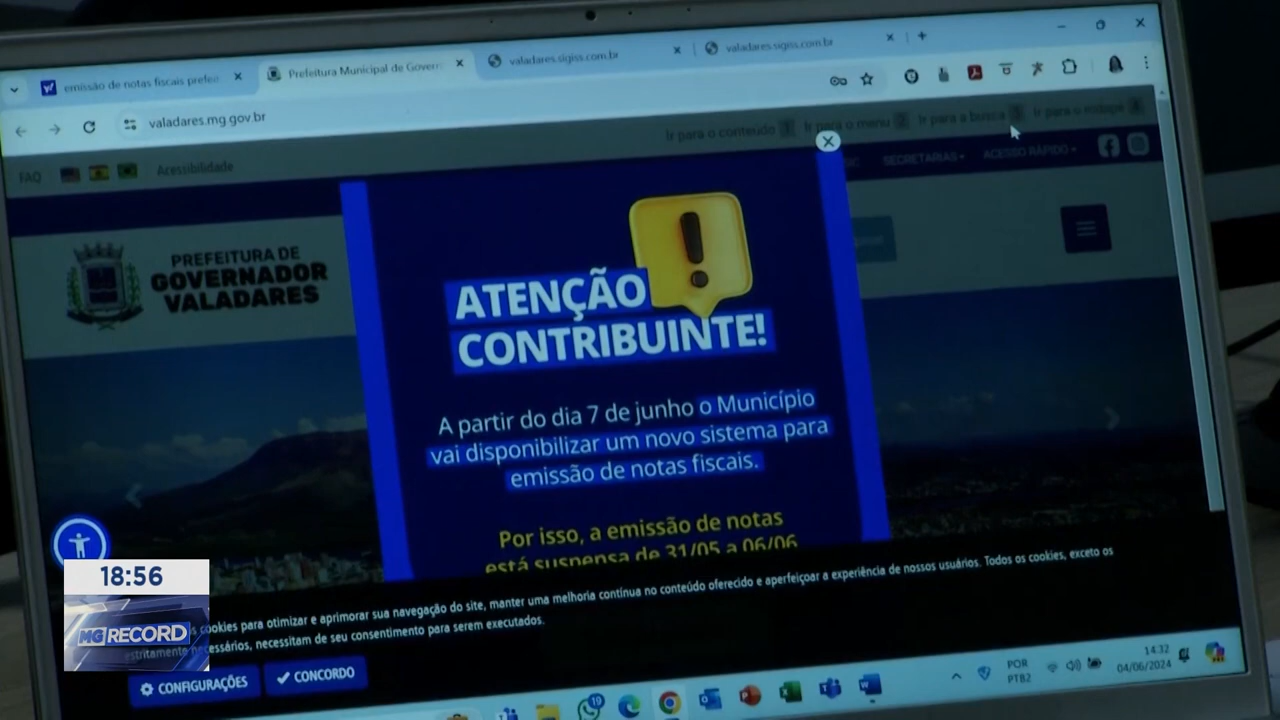 emissão de notas fiscais prefei
Prefeitura Municipal de Govern
valadares.sigiss.com.br
valadares.sigiss.com.br
valadares.mg.gov.br
Ir para o conteúdo 1
Ir para o menu 2
Ir para a busca 3
Ir para o rodapé 4
FAQ
Acessibilidade
SECRETARIAS
ACESSO RÁPIDO
PREFEITURA DE
GOVERNADOR
VALADARES
ATENÇÃO
CONTRIBUINTE!
A partir do dia 7 de junho o Município
vai disponibilizar um novo sistema para
emissão de notas fiscais.
Por isso, a emissão de notas
está suspensa de 31/05 a 06/06
cookies para otimizar e aprimorar sua navegação do site, manter uma melhoria contínua no conteúdo oferecido e aperfeiçoar a experiência de nossos usuários. Todos os cookies, exceto os
estritamente necessários, necessitam de seu consentimento para serem executados.
CONFIGURAÇÕES
CONCORDO
18:56
MG RECORD
POR
PTB2
14:32
04/06/2024